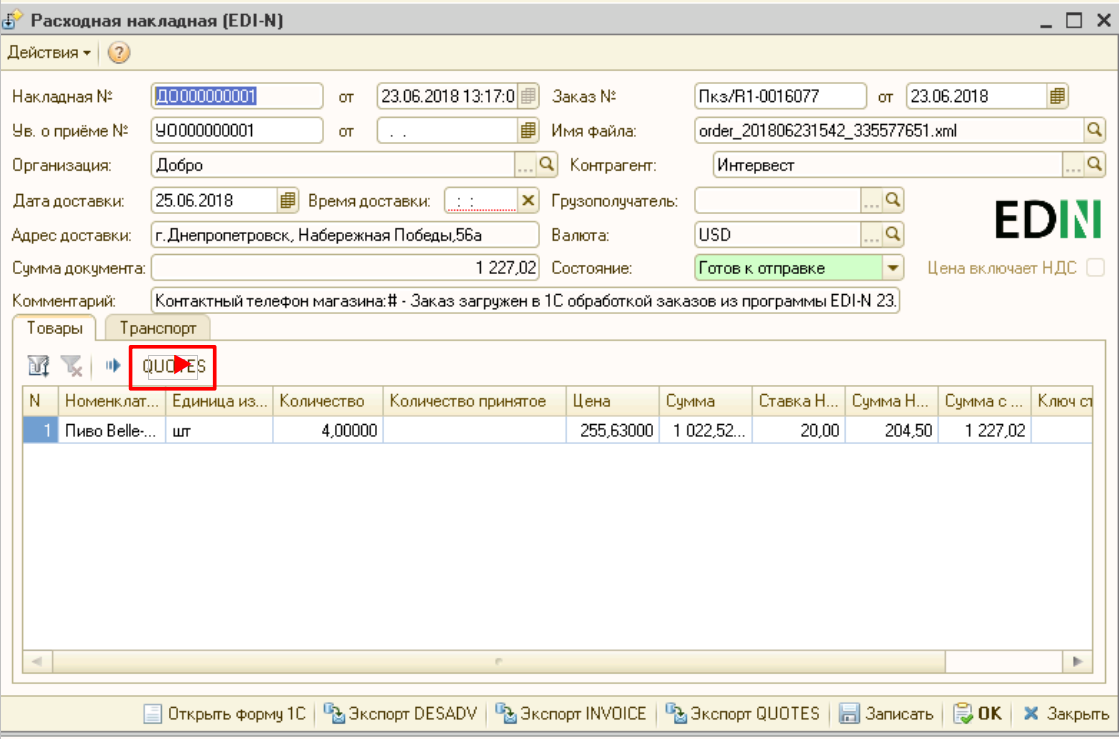 Расходная накладная (EDI-N)
Действия
Накладная № ДО000000001 от 23.06.2018 13:17:0 Заказ № Пкз/R1-0016077 от 23.06.2018
Ув. о приёме № УО000000001 от . . Имя файла: order_201806231542_335577651.xml
Организация: Добро ... Контрагент: Интервест ...
Дата доставки: 25.06.2018 Время доставки: : : Грузополучатель: ...
EDIN
Адрес доставки: г.Днепропетровск, Набережная Победы,56а Валюта: USD ...
Сумма документа: 1 227,02 Состояние: Готов к отправке Цена включает НДС
Комментарий: Контактный телефон магазина:# - Заказ загружен в 1С обработкой заказов из программы EDI-N 23.
Товары Транспорт
QUOTES
N Номенклат... Единица из... Количество Количество принятое Цена Сумма Ставка Н... Сумма Н... Сумма с ... Ключ ст
1 Пиво Belle-... шт 4,00000 255,63000 1 022,52... 20,00 204,50 1 227,02
Открыть форму 1С Экспорт DESADV Экспорт INVOICE Экспорт QUOTES Записать OK Закрыть